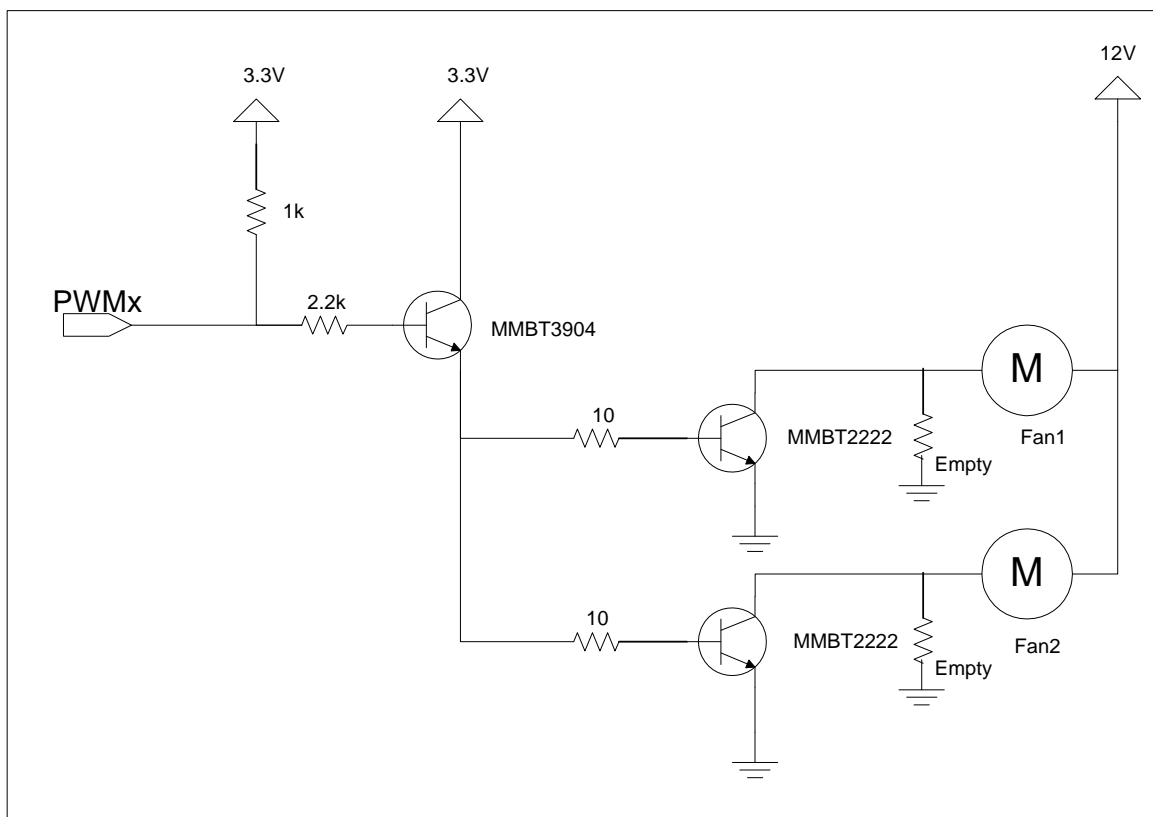 12V
3.3V
3.3V
1k
PWMx
2.2k
MMBT3904
M
10
MMBT2222
Fan1
Empty
M
10
MMBT2222
Fan2
Empty